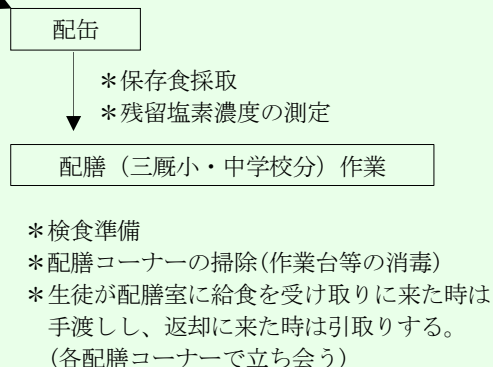 配缶
＊保存食採取
＊残留塩素濃度の測定
配膳（三厩小・中学校分）作業
＊検食準備
＊配膳コーナーの掃除(作業台等の消毒)
＊生徒が配膳室に給食を受け取りに来た時は
手渡しし、返却に来た時は引取りする。
(各配膳コーナーで立ち会う)